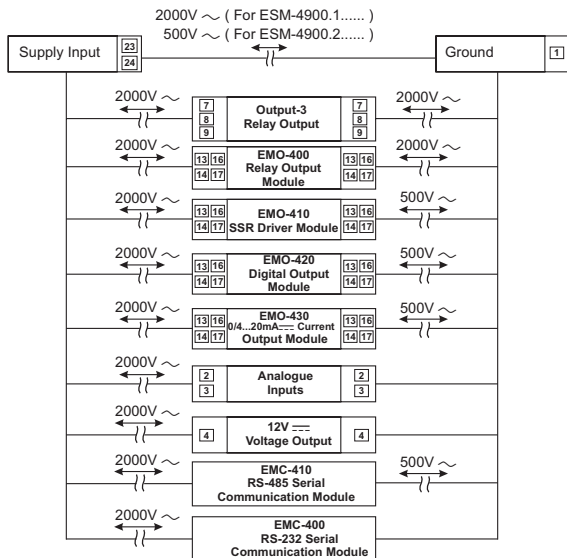 2000V ~ ( For ESM-4900.1...... )
500V ~ ( For ESM-4900.2...... )
Supply Input 23 24
Ground 1
2000V ~ 7 8 9 Output-3 Relay Output 7 8 9 2000V ~
2000V ~ 13 16 14 17 EMO-400 Relay Output Module 13 16 14 17 2000V ~
2000V ~ 13 16 14 17 EMO-410 SSR Driver Module 13 16 14 17 500V ~
2000V ~ 13 16 14 17 EMO-420 Digital Output Module 13 16 14 17 500V ~
2000V ~ 13 16 14 17 EMO-430 0/4...20mA⎓ Current Output Module 13 16 14 17 500V ~
2000V ~ 2 3 Analogue Inputs 2 3
2000V ~ 4 12V ⎓ Voltage Output 4
2000V ~ EMC-410 RS-485 Serial Communication Module 500V ~
2000V ~ EMC-400 RS-232 Serial Communication Module